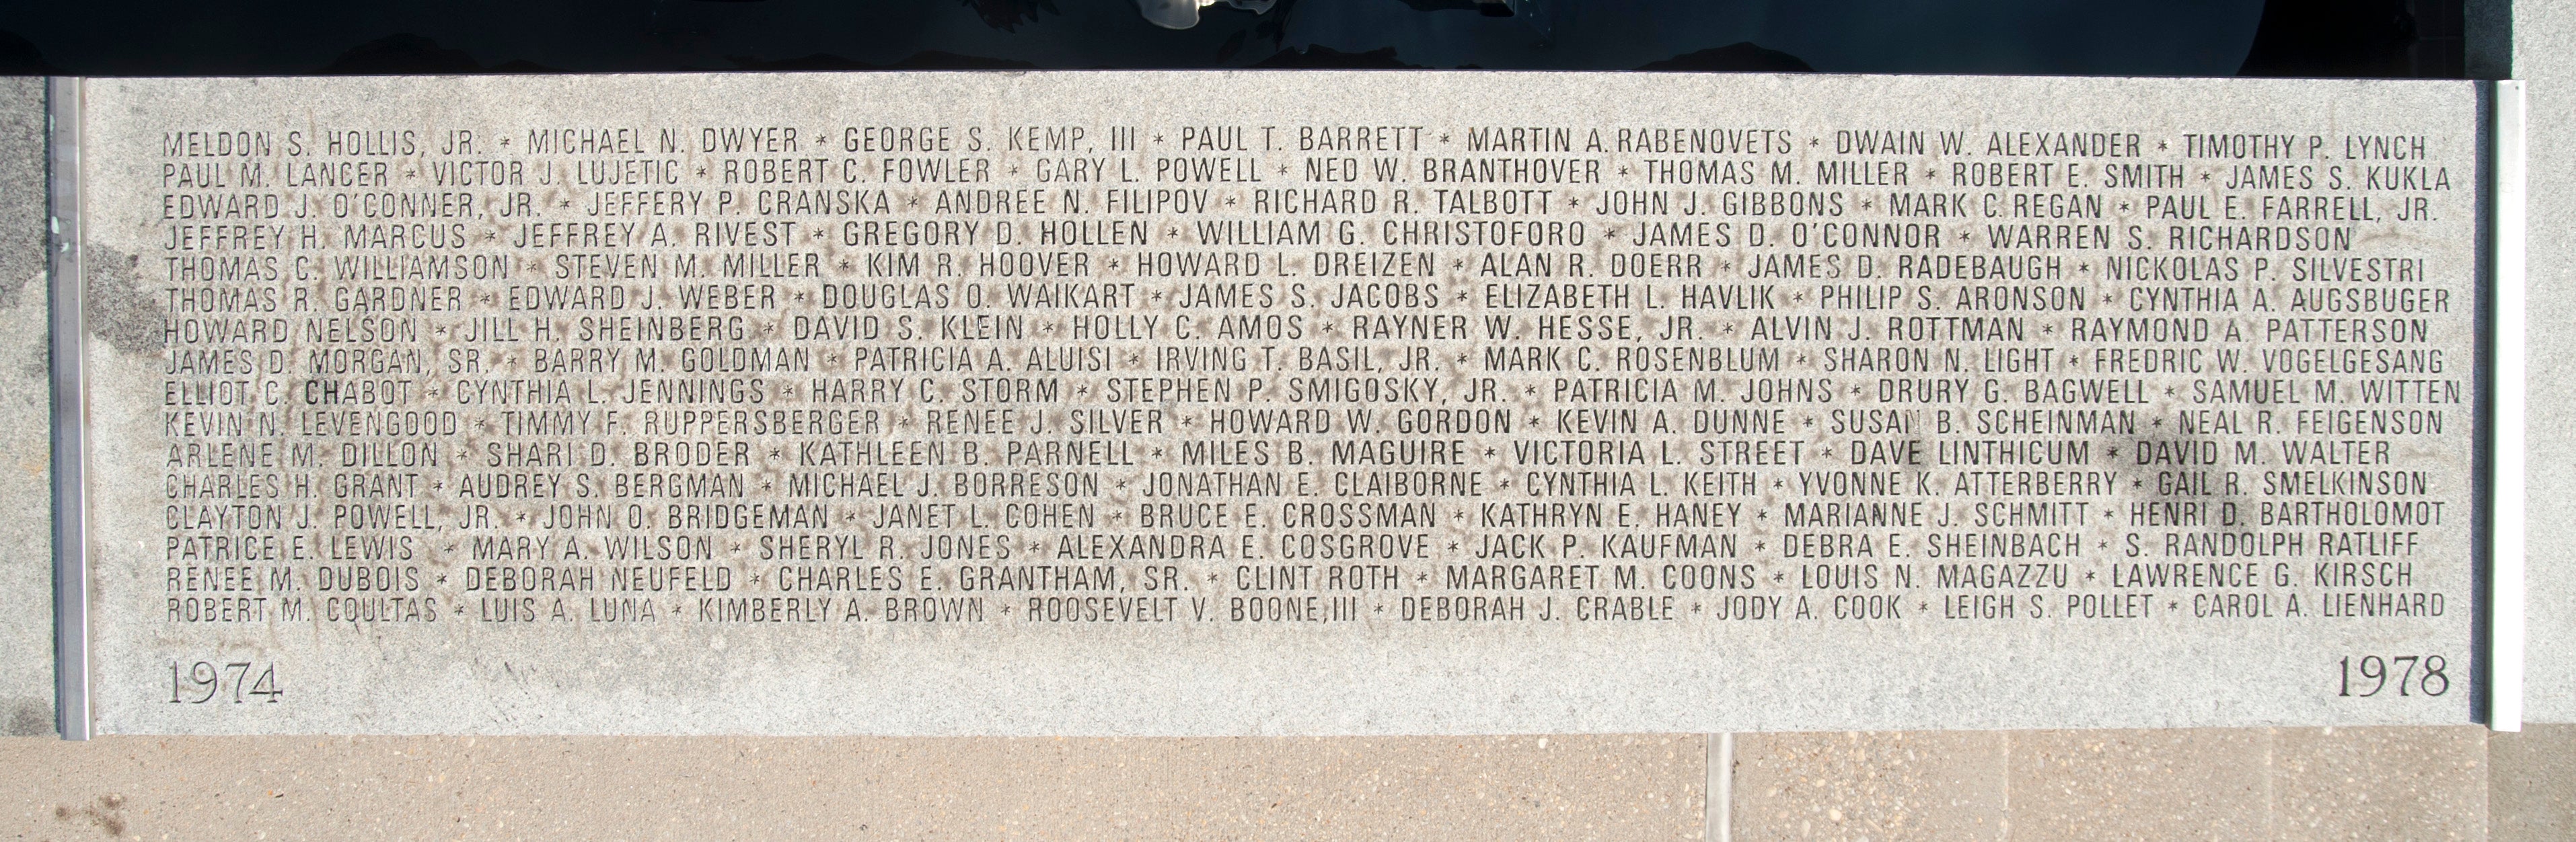 MELDON S. HOLLIS, JR. * MICHAEL N. DWYER * GEORGE S. KEMP, III * PAUL T. BARRETT * MARTIN A. RABENOVETS * DWAIN W. ALEXANDER * TIMOTHY P. LYNCH
PAUL M. LANCER * VICTOR J. LUJETIC * ROBERT C. FOWLER * GARY L. POWELL * NED W. BRANTHOVER * THOMAS M. MILLER * ROBERT E. SMITH * JAMES S. KUKLA
EDWARD J. O'CONNER, JR. * JEFFERY P. CRANSKA * ANDREE N. FILIPOV * RICHARD R. TALBOTT * JOHN J. GIBBONS * MARK C. REGAN * PAUL E. FARRELL, JR.
JEFFREY H. MARCUS * JEFFREY A. RIVEST * GREGORY D. HOLLEN * WILLIAM G. CHRISTOFORO * JAMES D. O'CONNOR * WARREN S. RICHARDSON
THOMAS C. WILLIAMSON * STEVEN M. MILLER * KIM R. HOOVER * HOWARD L. DREIZEN * ALAN R. DOERR * JAMES D. RADEBAUGH * NICKOLAS P. SILVESTRI
THOMAS R. GARDNER * EDWARD J. WEBER * DOUGLAS O. WAIKART * JAMES S. JACOBS * ELIZABETH L. HAVLIK * PHILIP S. ARONSON * CYNTHIA A. AUGSBUGER
HOWARD NELSON * JILL H. SHEINBERG * DAVID S. KLEIN * HOLLY C. AMOS * RAYNER W. HESSE, JR. * ALVIN J. ROTTMAN * RAYMOND A. PATTERSON
JAMES D. MORGAN, SR. * BARRY M. GOLDMAN * PATRICIA A. ALUISI * IRVING T. BASIL, JR. * MARK C. ROSENBLUM * SHARON N. LIGHT * FREDRIC W. VOGELGESANG
ELLIOT C. CHABOT * CYNTHIA L. JENNINGS * HARRY C. STORM * STEPHEN P. SMIGOSKY, JR. * PATRICIA M. JOHNS * DRURY G. BAGWELL * SAMUEL M. WITTEN
KEVIN N. LEVENGOOD * TIMMY F. RUPPERSBERGER * RENEE J. SILVER * HOWARD W. GORDON * KEVIN A. DUNNE * SUSAN B. SCHEINMAN * NEAL R. FEIGENSON
ARLENE M. DILLON * SHARI D. BRODER * KATHLEEN B. PARNELL * MILES B. MAGUIRE * VICTORIA L. STREET * DAVE LINTHICUM * DAVID M. WALTER
CHARLES H. GRANT * AUDREY S. BERGMAN * MICHAEL J. BORRESON * JONATHAN E. CLAIBORNE * CYNTHIA L. KEITH * YVONNE K. ATTERBERRY * GAIL R. SMELKINSON
CLAYTON J. POWELL, JR. * JOHN O. BRIDGEMAN * JANET L. COHEN * BRUCE E. CROSSMAN * KATHRYN E. HANEY * MARIANNE J. SCHMITT * HENRI D. BARTHOLOMOT
PATRICE E. LEWIS * MARY A. WILSON * SHERYL R. JONES * ALEXANDRA E. COSGROVE * JACK P. KAUFMAN * DEBRA E. SHEINBACH * S. RANDOLPH RATLIFF
RENEE M. DUBOIS * DEBORAH NEUFELD * CHARLES E. GRANTHAM, SR. * CLINT ROTH * MARGARET M. COONS * LOUIS N. MAGAZZU * LAWRENCE G. KIRSCH
ROBERT M. COULTAS * LUIS A. LUNA * KIMBERLY A. BROWN * ROOSEVELT V. BOONE, III * DEBORAH J. CRABLE * JODY A. COOK * LEIGH S. POLLET * CAROL A. LIENHARD
1974 1978